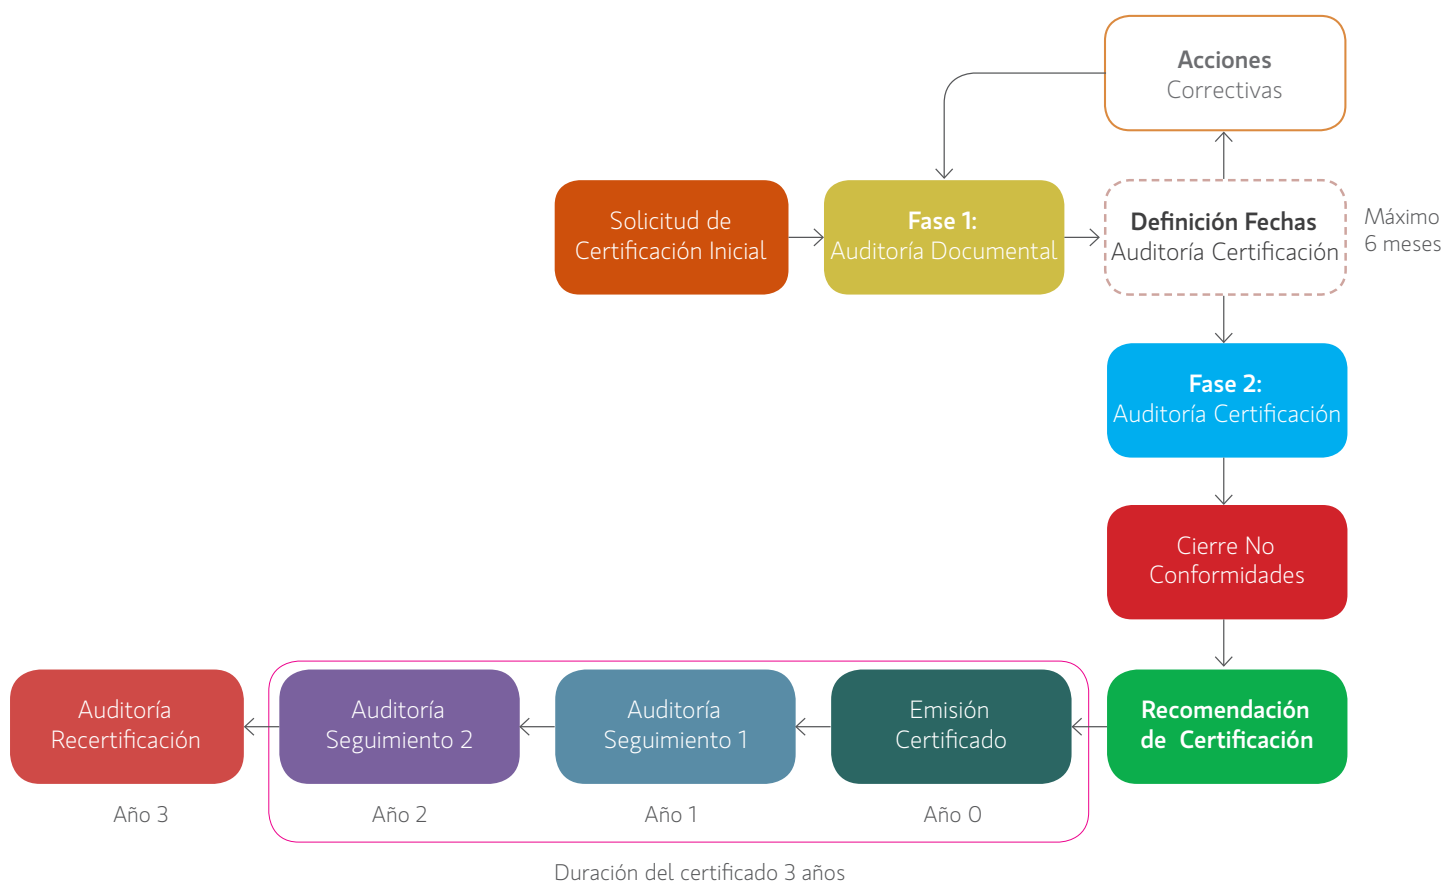 Acciones
Correctivas
Solicitud de
Certificación Inicial
Fase 1:
Auditoría Documental
Definición Fechas
Auditoría Certificación
Máximo
6 meses
Fase 2:
Auditoría Certificación
Cierre No
Conformidades
Recomendación
de Certificación
Emisión
Certificado
Año 0
Auditoría
Seguimiento 1
Año 1
Auditoría
Seguimiento 2
Año 2
Auditoría
Recertificación
Año 3
Duración del certificado 3 años